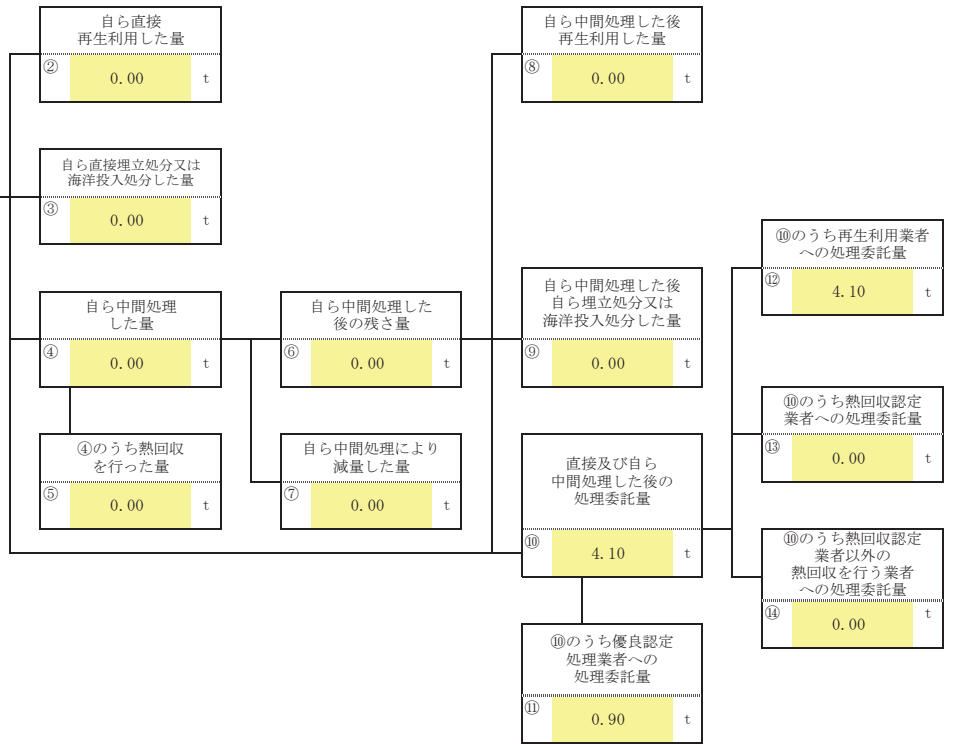 自ら直接
再生利用した量
②
0.00
t
自ら直接埋立処分又は
海洋投入処分した量
③
0.00
t
自ら中間処理
した量
④
0.00
t
④のうち熱回収
を行った量
⑤
0.00
t
自ら中間処理した
後の残さ量
⑥
0.00
t
自ら中間処理により
減量した量
⑦
0.00
t
自ら中間処理した後
再生利用した量
⑧
0.00
t
自ら中間処理した後
自ら埋立処分又は
海洋投入処分した量
⑨
0.00
t
直接及び自ら
中間処理した後の
処理委託量
⑩
4.10
t
⑩のうち優良認定
処理業者への
処理委託量
⑪
0.90
t
⑩のうち再生利用業者
への処理委託量
⑫
4.10
t
⑩のうち熱回収認定
業者への処理委託量
⑬
0.00
t
⑩のうち熱回収認定
業者以外の
熱回収を行う業者
への処理委託量
⑭
0.00
t